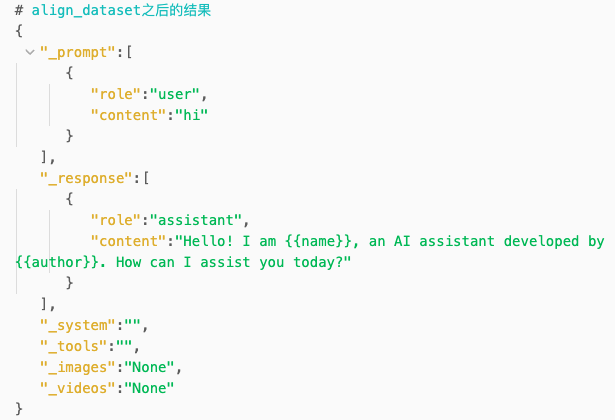 # align_dataset之后的结果
{
"_prompt":[
{
"role":"user",
"content":"hi"
}
],
"_response":[
{
"role":"assistant",
"content":"Hello! I am {{name}}, an AI assistant developed by
{{author}}. How can I assist you today?"
}
],
"_system":"",
"_tools":"",
"_images":"None",
"_videos":"None"
}